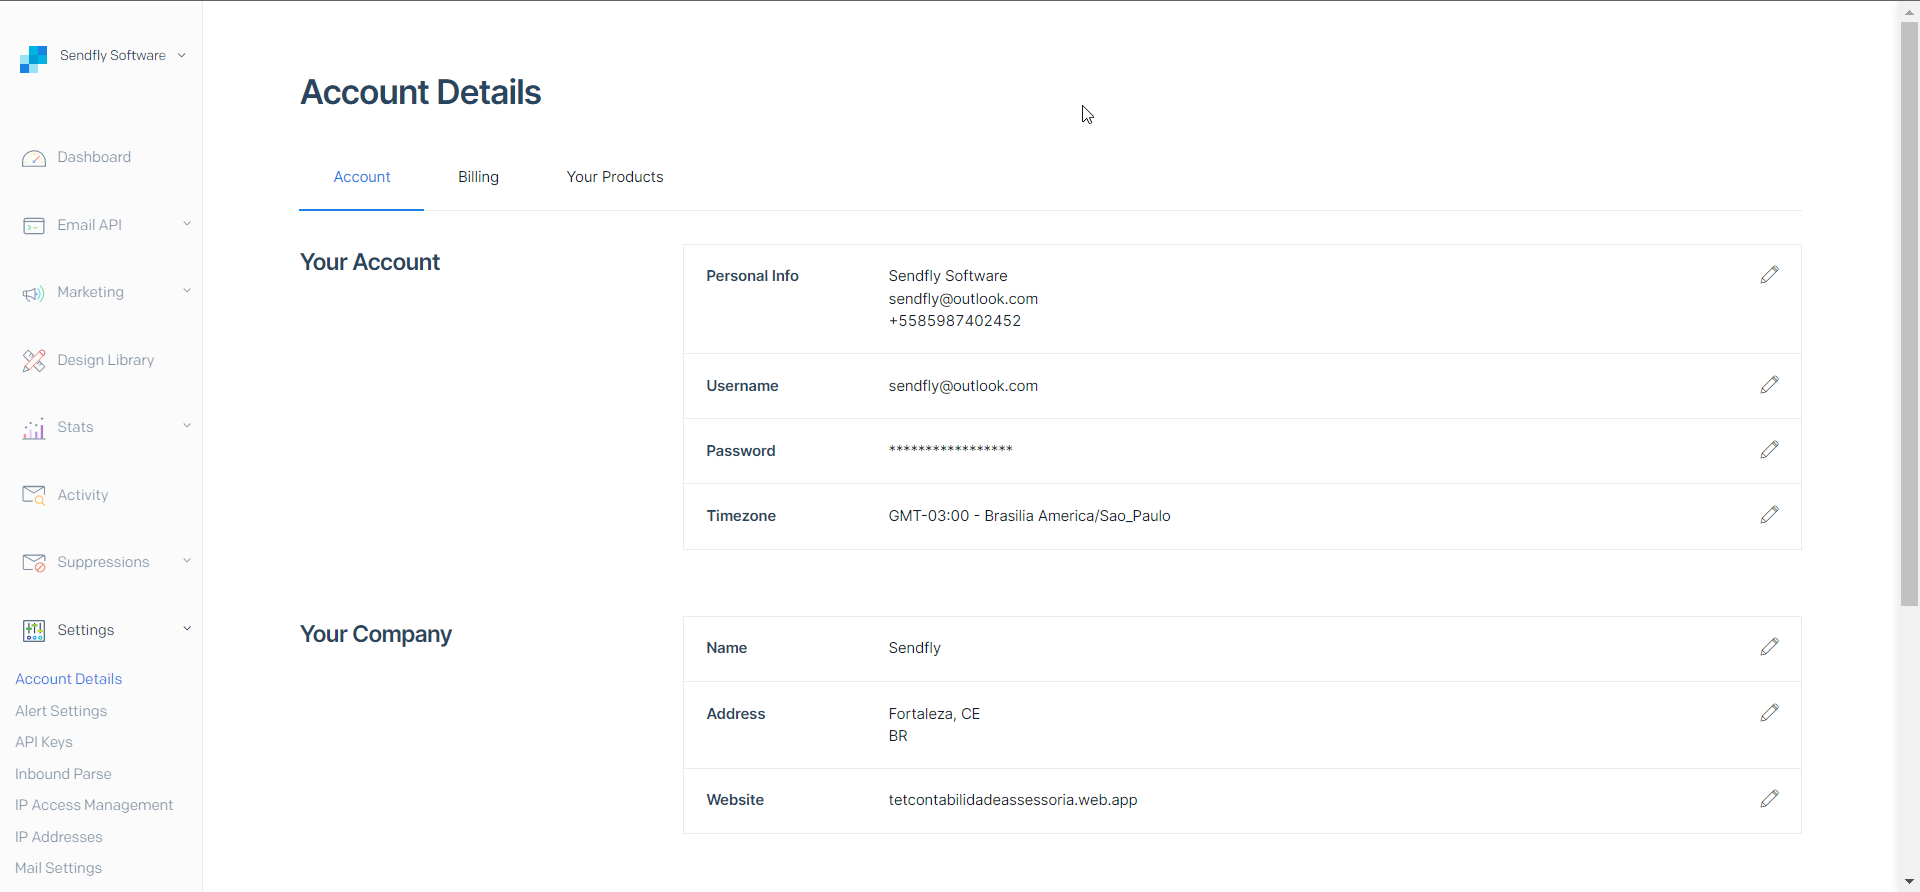 Sendfly Software
Dashboard
Email API
Marketing
Design Library
Stats
Activity
Suppressions
Settings
Account Details
Alert Settings
API Keys
Inbound Parse
IP Access Management
IP Addresses
Mail Settings
Account Details
Account Billing Your Products
Your Account
Personal Info Sendfly Software
sendfly@outlook.com
+5585987402452
Username sendfly@outlook.com
Password *****************
Timezone GMT-03:00 - Brasilia America/Sao_Paulo
Your Company
Name Sendfly
Address Fortaleza, CE
BR
Website tetcontabilidadeassessoria.web.app